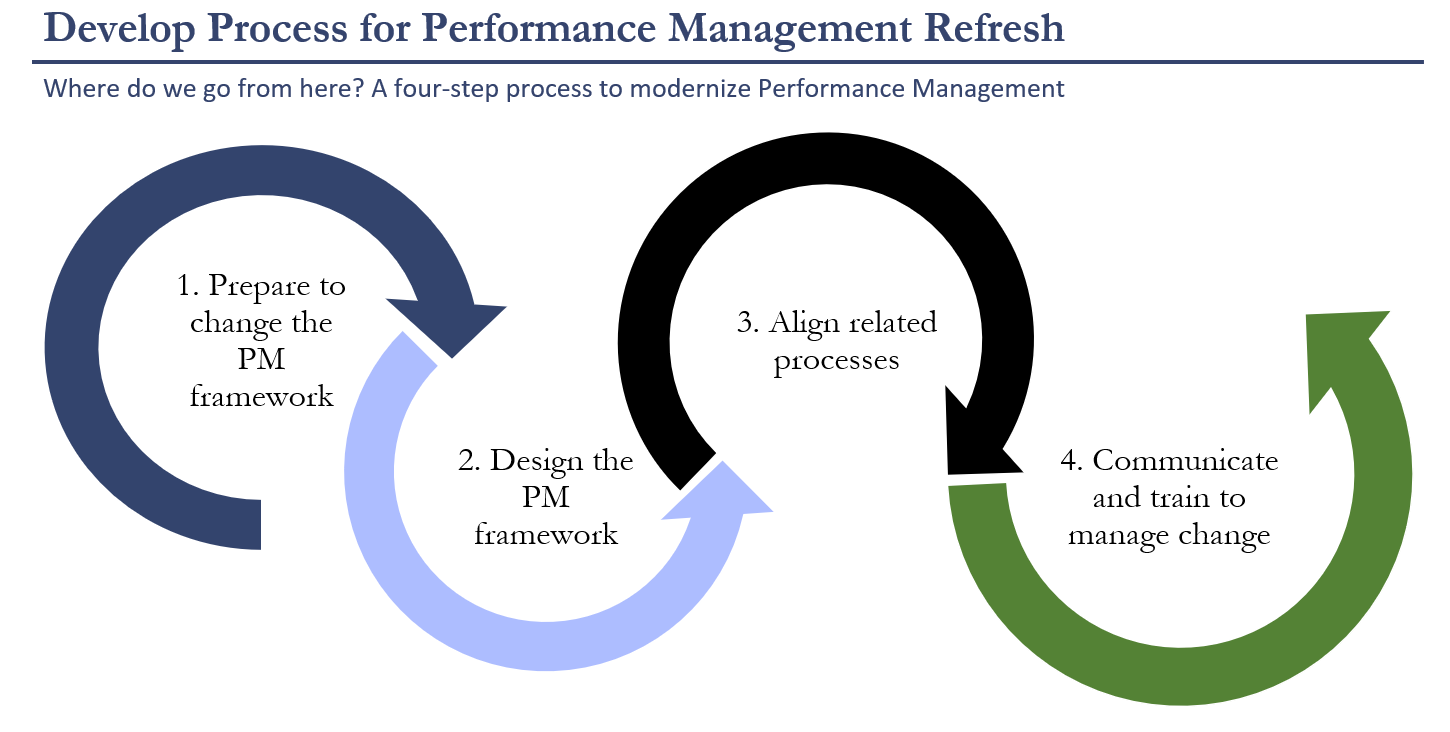 Develop Process for Performance Management Refresh
Where do we go from here? A four-step process to modernize Performance Management
1. Prepare to
change the
PM
framework
2. Design the
PM
framework
3. Align related
processes
4. Communicate
and train to
manage change